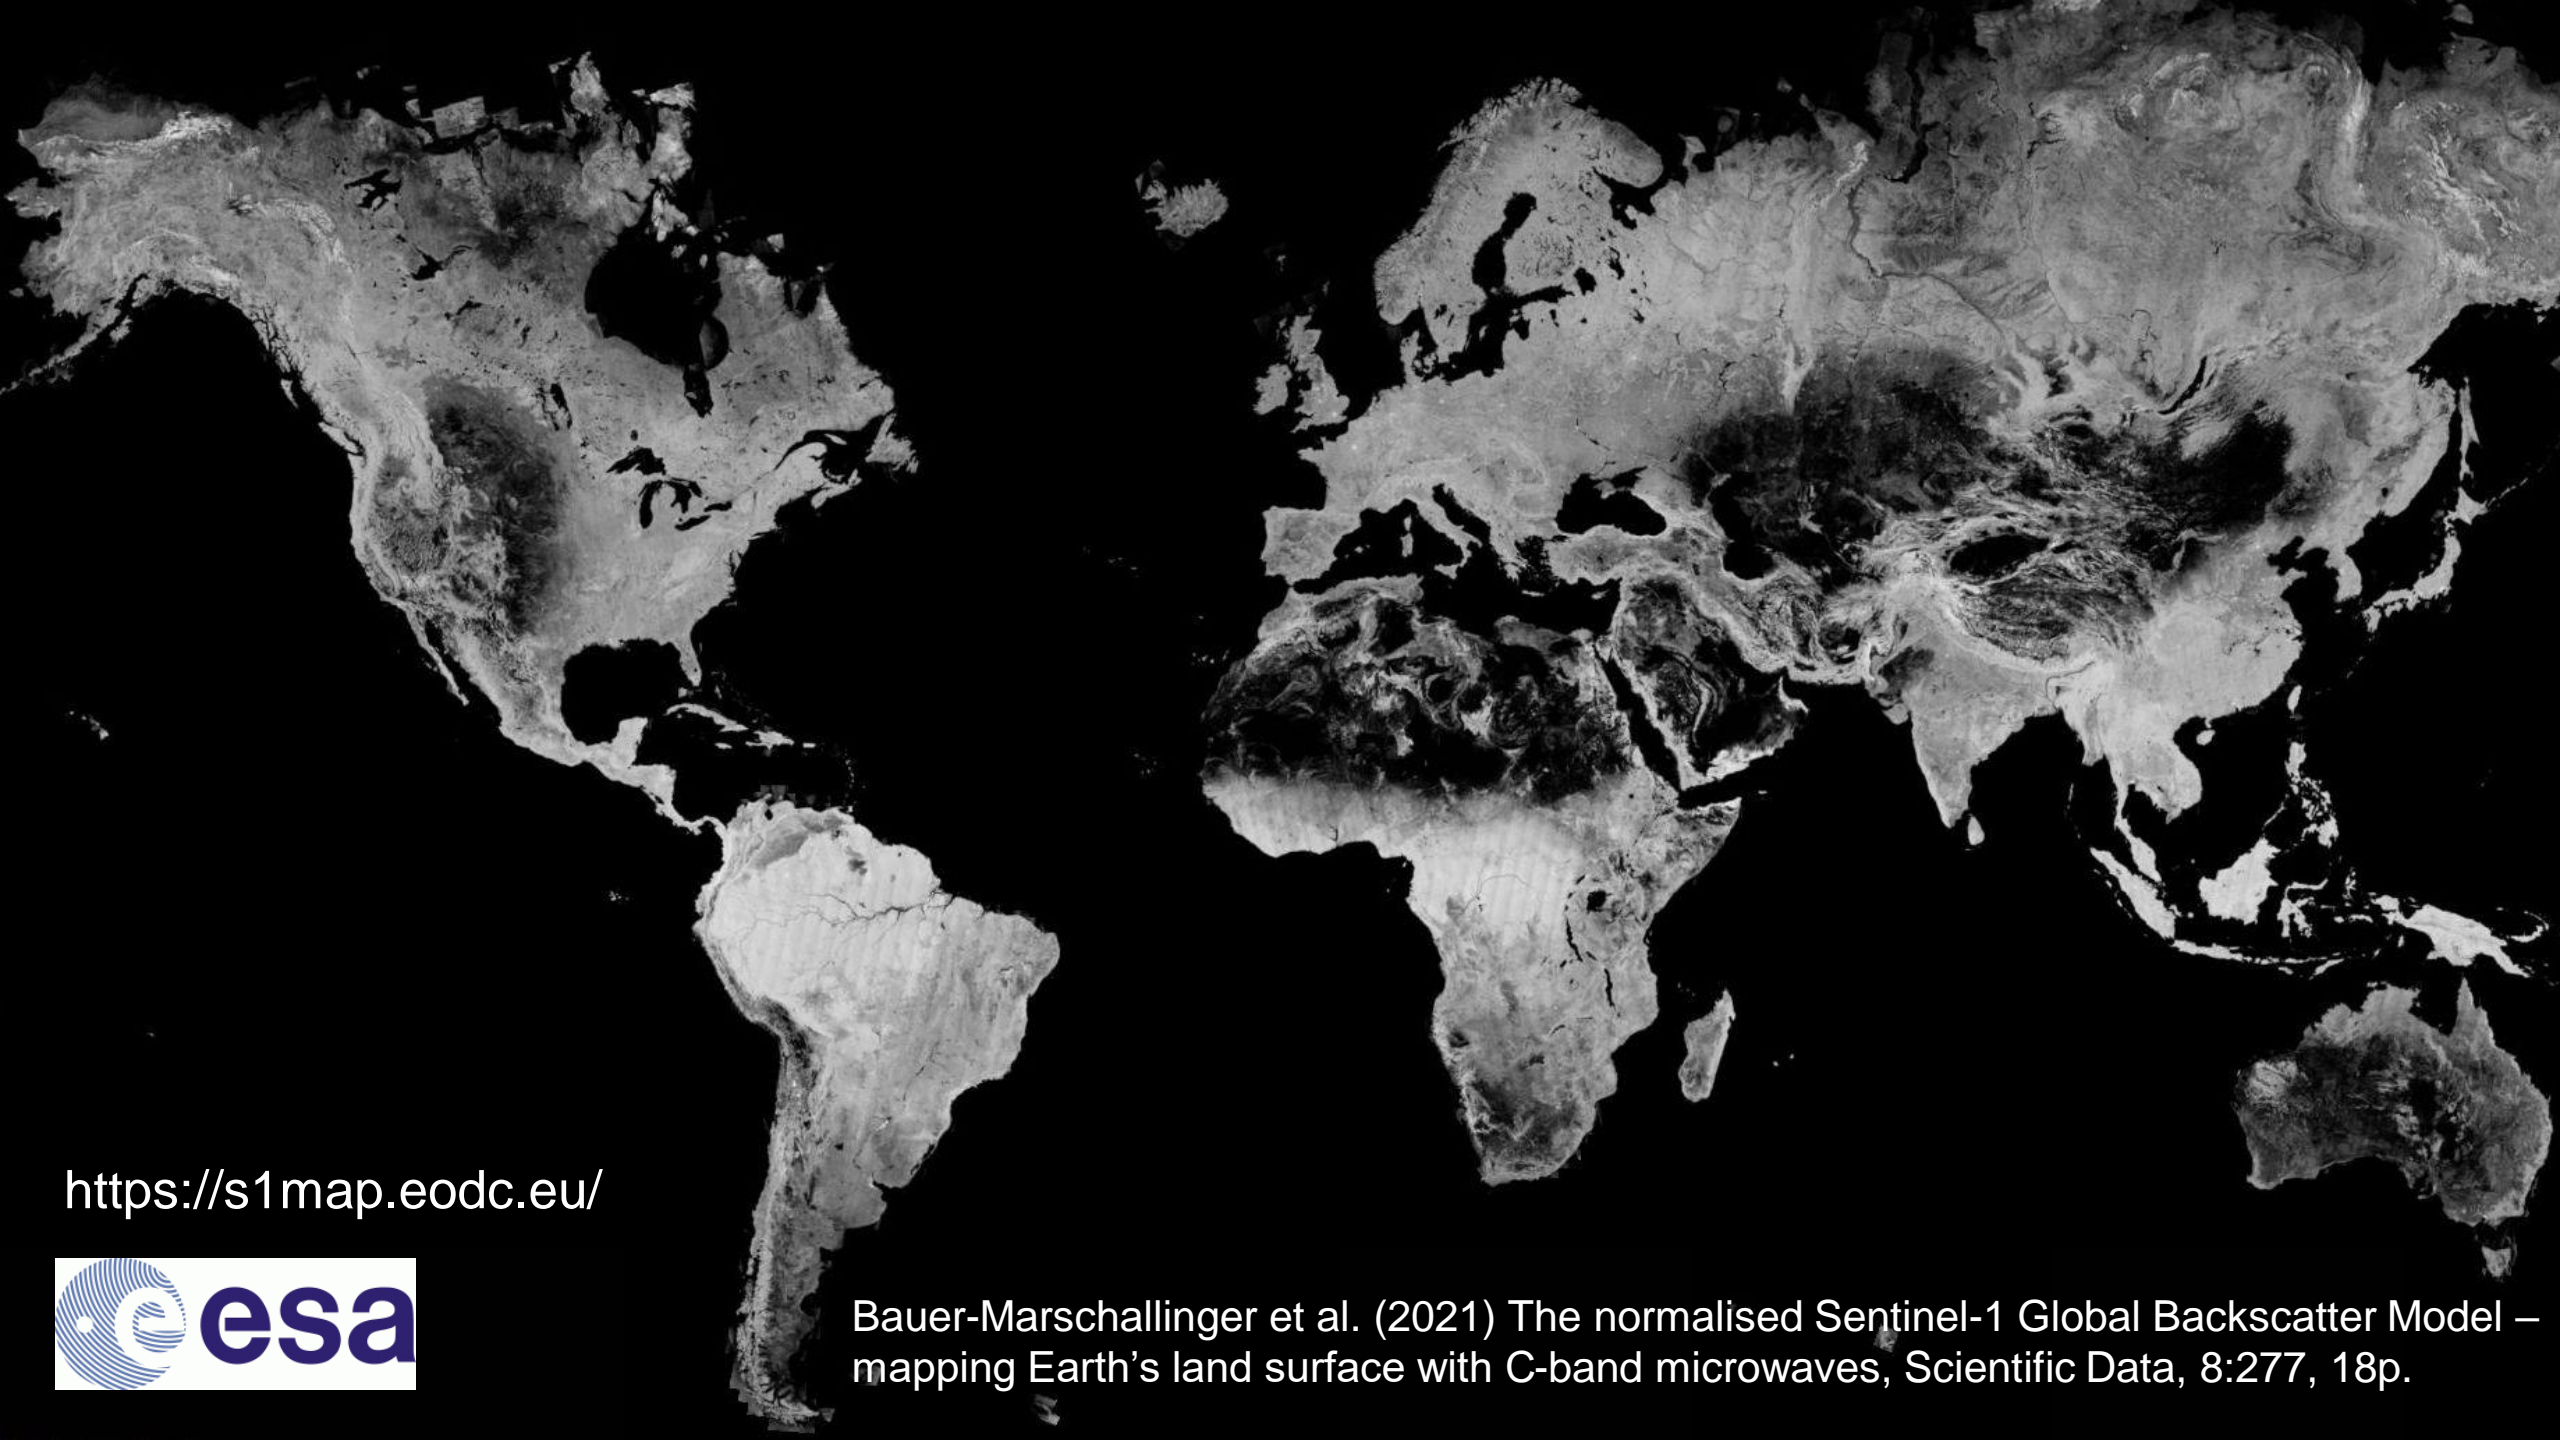 https://s1map.eodc.eu/
esa
Bauer-Marschallinger et al. (2021) The normalised Sentinel-1 Global Backscatter Model –
mapping Earth’s land surface with C-band microwaves, Scientific Data, 8:277, 18p.